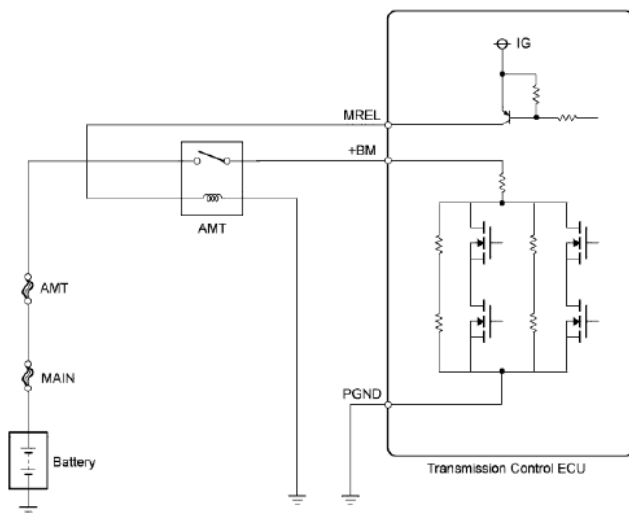 IG
MREL
+BM
AMT
AMT
MAIN
PGND
Battery
Transmission Control ECU